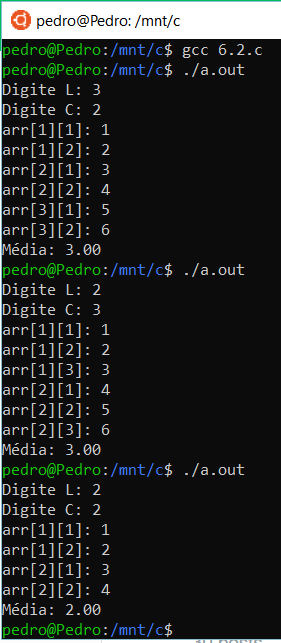 pedro@Pedro: /mnt/c
pedro@Pedro:/mnt/c$ gcc 6.2.c
pedro@Pedro:/mnt/c$ ./a.out
Digite L: 3
Digite C: 2
arr[1][1]: 1
arr[1][2]: 2
arr[2][1]: 3
arr[2][2]: 4
arr[3][1]: 5
arr[3][2]: 6
Média: 3.00
pedro@Pedro:/mnt/c$ ./a.out
Digite L: 2
Digite C: 3
arr[1][1]: 1
arr[1][2]: 2
arr[1][3]: 3
arr[2][1]: 4
arr[2][2]: 5
arr[2][3]: 6
Média: 3.00
pedro@Pedro:/mnt/c$ ./a.out
Digite L: 2
Digite C: 2
arr[1][1]: 1
arr[1][2]: 2
arr[2][1]: 3
arr[2][2]: 4
Média: 2.00
pedro@Pedro:/mnt/c$